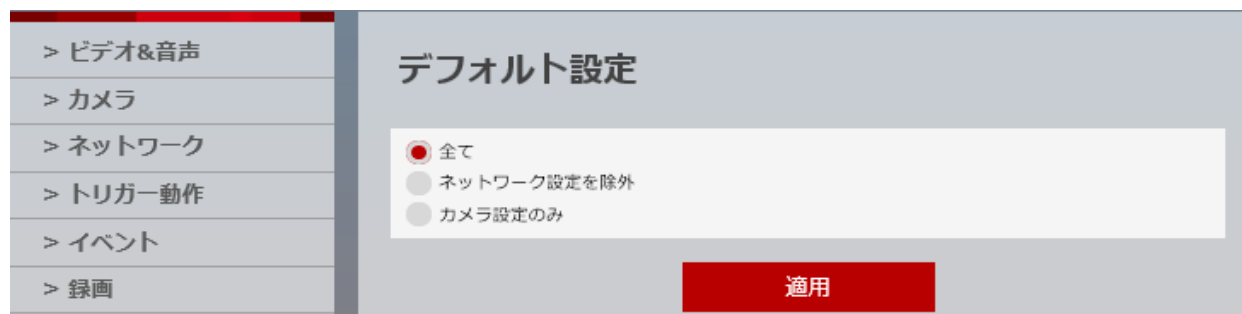 > ビデオ&音声
> カメラ
> ネットワーク
> トリガー動作
> イベント
> 録画
デフォルト設定
全て
ネットワーク設定を除外
カメラ設定のみ
適用